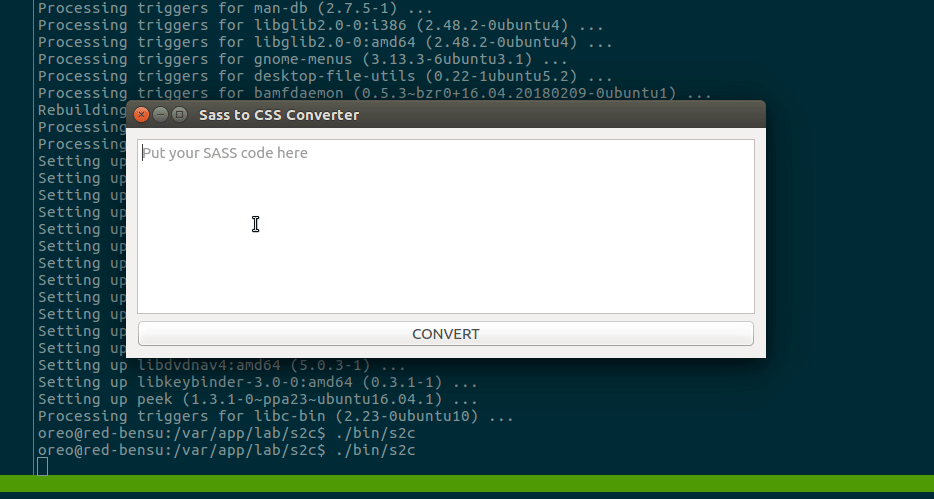 Processing triggers for man-db (2.7.5-1) ...
Processing triggers for libglib2.0-0:i386 (2.48.2-0ubuntu4) ...
Processing triggers for libglib2.0-0:amd64 (2.48.2-0ubuntu4) ...
Processing triggers for gnome-menus (3.13.3-6ubuntu3.1) ...
Processing triggers for desktop-file-utils (0.22-1ubuntu5.2) ...
Processing triggers for bamfdaemon (0.5.3~bzr0+16.04.20180209-0ubuntu1) ...
Rebuilding
Processing
Processing
Setting up
Setting up
Setting up
Setting up
Setting up
Setting up
Setting up
Setting up
Setting up
Setting up
Setting up
Setting up
Sass to CSS Converter
Put your SASS code here
CONVERT
Setting up libdvdnav4:amd64 (5.0.3-1) ...
Setting up libkeybinder-3.0-0:amd64 (0.3.1-1) ...
Setting up peek (1.3.1-0~ppa23~ubuntu16.04.1) ...
Processing triggers for libc-bin (2.23-0ubuntu10) ...
oreo@red-bensu:/var/app/lab/s2c$ ./bin/s2c
oreo@red-bensu:/var/app/lab/s2c$ ./bin/s2c